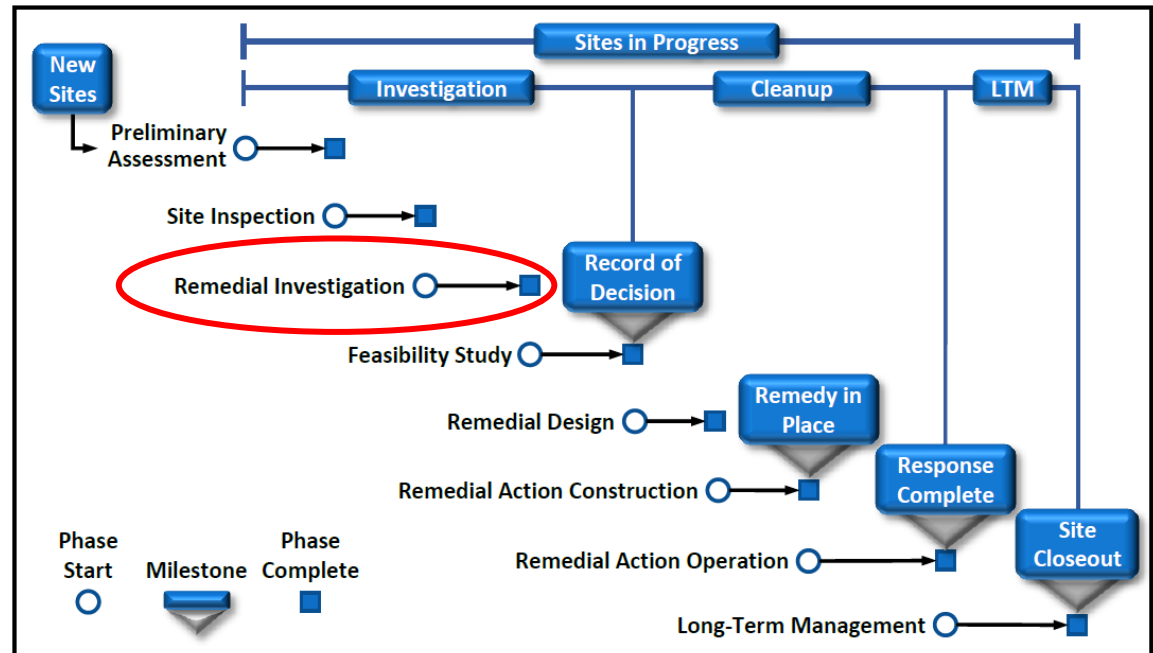 Sites in Progress
New
Sites
Investigation
Cleanup
LTM
Preliminary
Assessment
Site Inspection
Remedial Investigation
Record of
Decision
Feasibility Study
Remedial Design
Remedy in
Place
Remedial Action Construction
Response
Complete
Remedial Action Operation
Site
Closeout
Long-Term Management
Phase
Start
Milestone
Phase
Complete